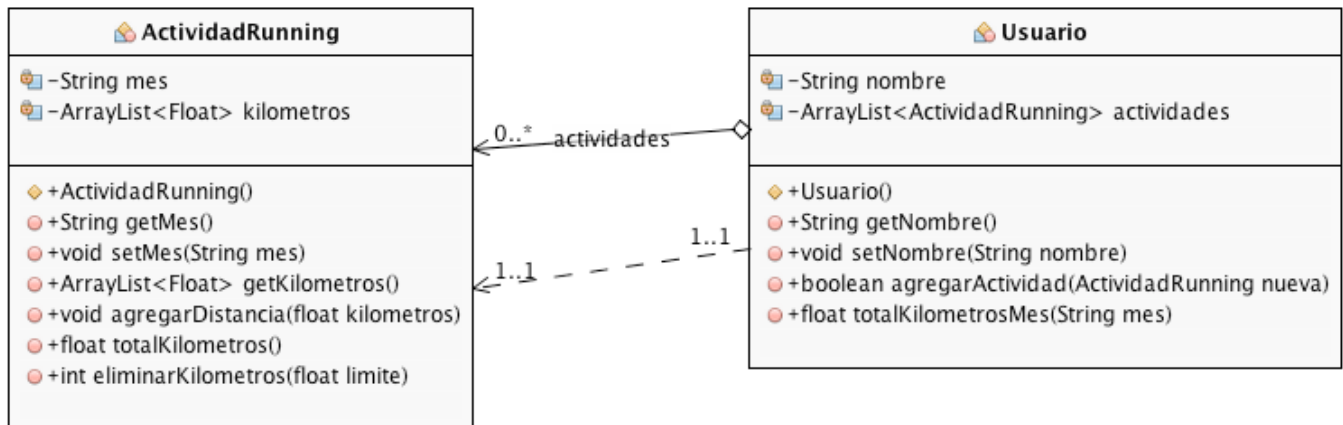 ActividadRunning
-String mes
-ArrayList<Float> kilometros
+ActividadRunning()
+String getMes()
+void setMes(String mes)
+ArrayList<Float> getKilometros()
+void agregarDistancia(float kilometros)
+float totalKilometros()
+int eliminarKilometros(float limite)
0..* actividades
1..1
1..1
Usuario
-String nombre
-ArrayList<ActividadRunning> actividades
+Usuario()
+String getNombre()
+void setNombre(String nombre)
+boolean agregarActividad(ActividadRunning nueva)
+float totalKilometrosMes(String mes)